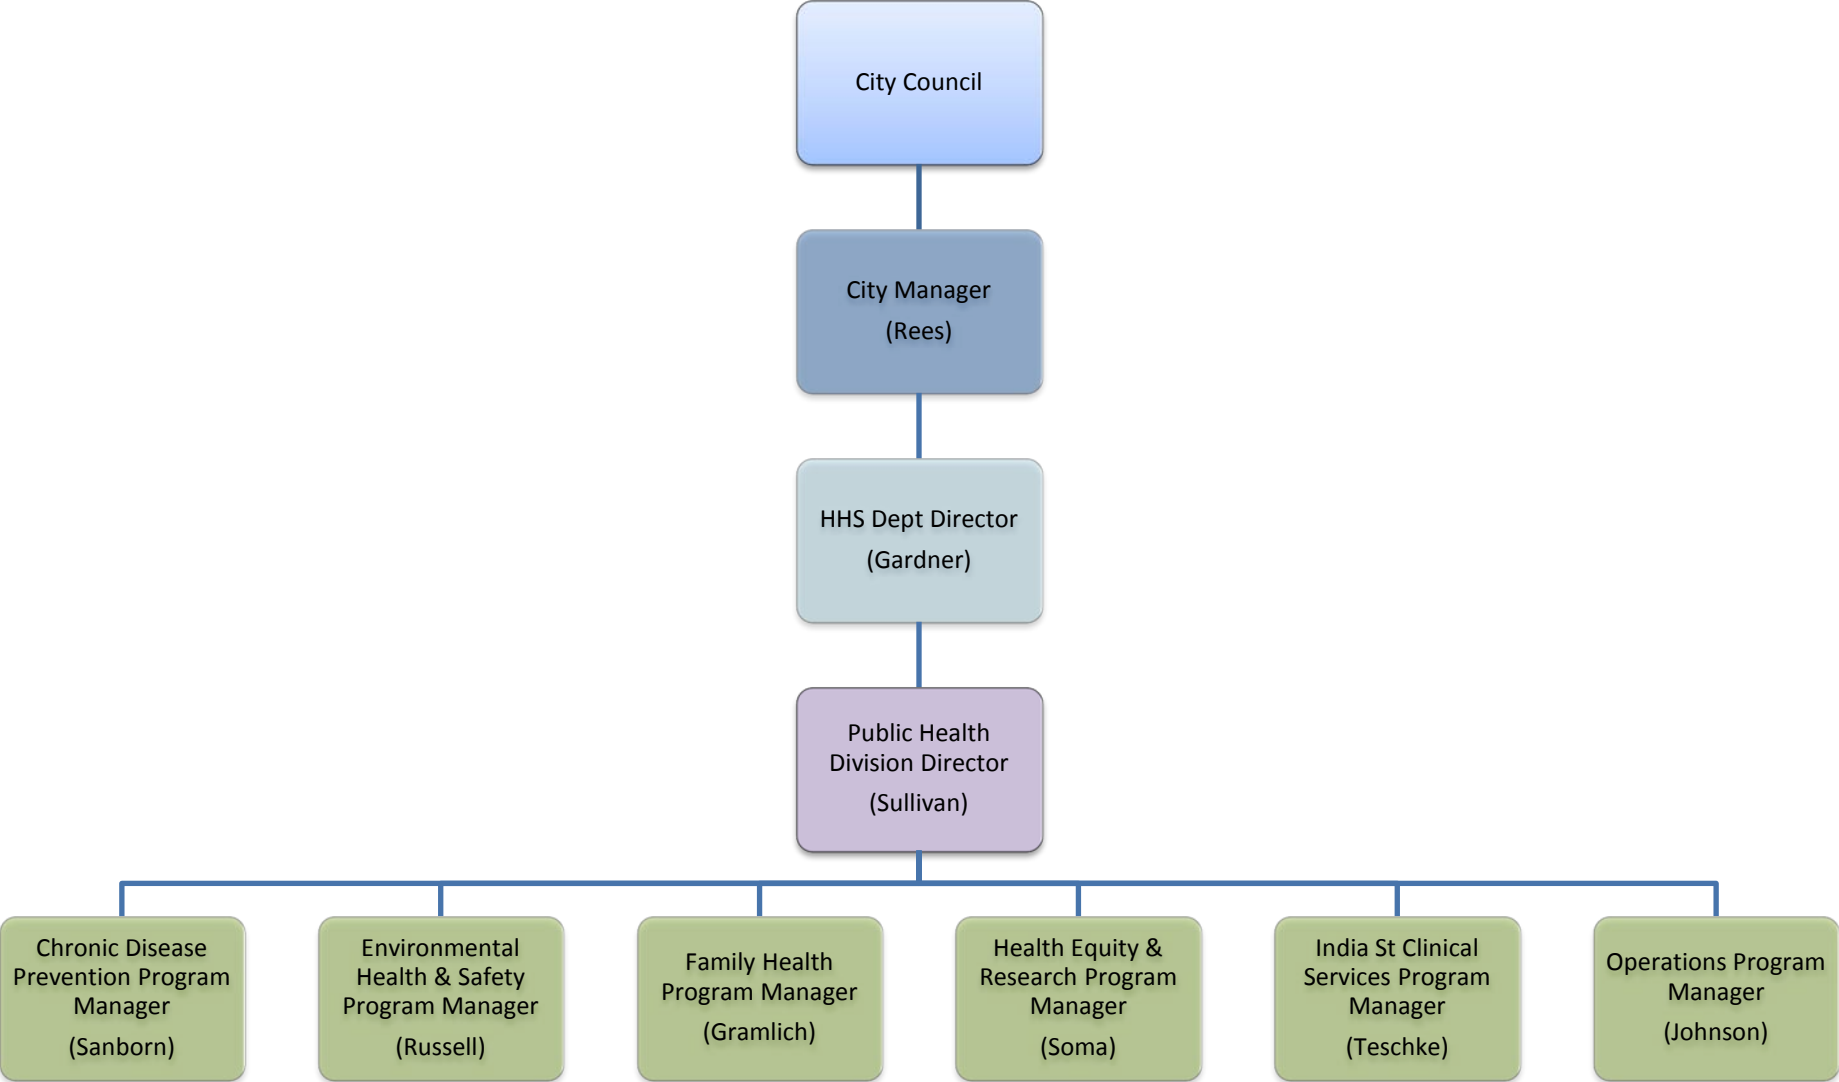 City Council
City Manager
(Rees)
HHS Dept Director
(Gardner)
Public Health
Division Director
(Sullivan)
Chronic Disease
Prevention Program
Manager
(Sanborn)
Environmental
Health & Safety
Program Manager
(Russell)
Family Health
Program Manager
(Gramlich)
Health Equity &
Research Program
Manager
(Soma)
India St Clinical
Services Program
Manager
(Teschke)
Operations Program
Manager
(Johnson)